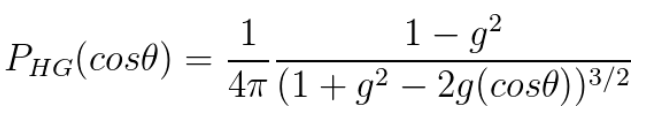 P_{HG}(cosθ) = \frac{1}{4π} \frac{1 − g^2}{(1 + g^2 − 2g(cosθ))^{3/2}}